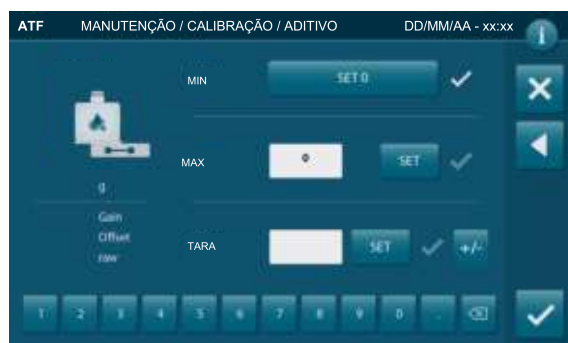 ATF MANUTENÇÃO / CALIBRAÇÃO / ADITIVO DD/MM/AA - xx:xx i
MIN SET 0
MAX 0 SET
g
Gain
Offset
raw
TARA SET +/-
1 2 3 4 5 6 7 8 9 0 .